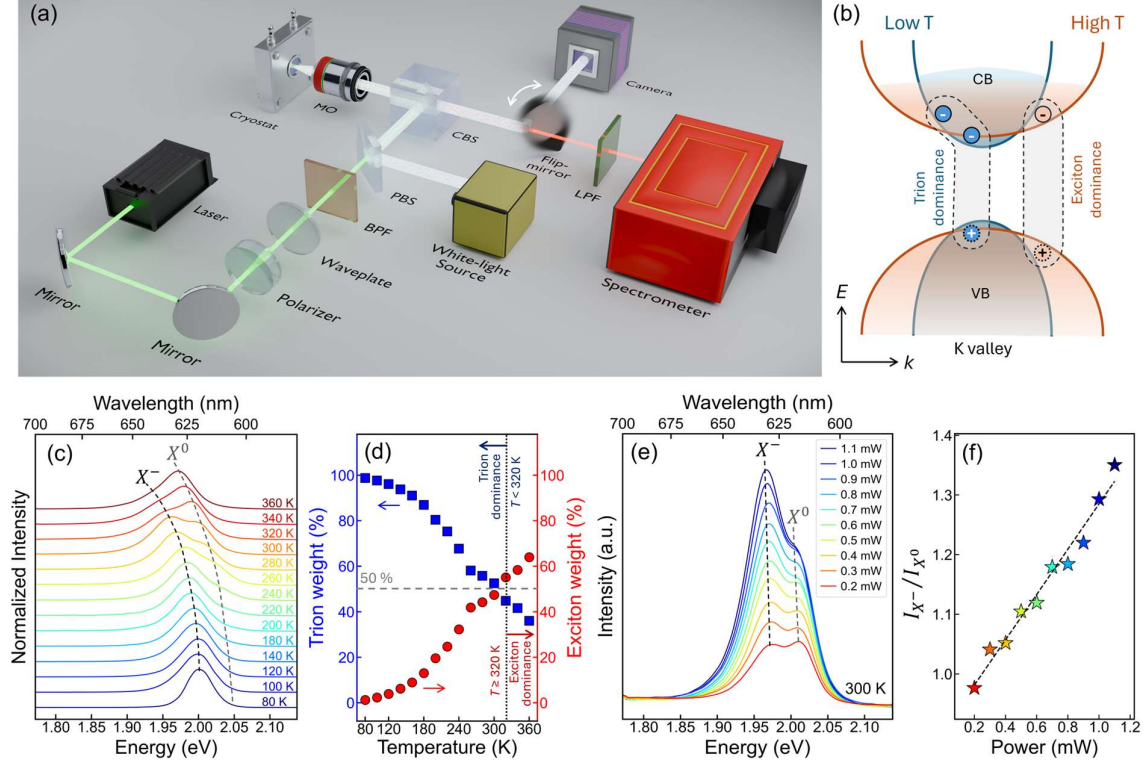 (a)
Cryostat
MO
CBS
Camera
Flip-
mirror
LPF
Laser
PBS
BPF
White-light
Source
Spectrometer
Waveplate
Polarizer
Mirror
Mirror
(b)
Low T
High T
CB
Trion
dominance
Exciton
dominance
VB
E
k
K valley
Wavelength (nm)
700 675 650 625 600
(c)
X⁰
X⁻
Normalized Intensity
360 K
340 K
320 K
300 K
280 K
260 K
240 K
220 K
200 K
180 K
140 K
120 K
100 K
80 K
1.80 1.85 1.90 1.95 2.00 2.05 2.10
Energy (eV)
(d)
Trion
dominance
T < 320 K
Trion weight (%)
100
80
60
40
20
0
50 %
T ≥ 320 K
Exciton
dominance
100
80
60
40
20
0
Exciton weight (%)
80 120 180 240 300 360
Temperature (K)
Wavelength (nm)
700 675 650 625 600
(e)
X⁻
X⁰
Intensity (a.u.)
1.1 mW
1.0 mW
0.9 mW
0.8 mW
0.7 mW
0.6 mW
0.5 mW
0.4 mW
0.3 mW
0.2 mW
300 K
1.80 1.85 1.90 1.95 2.00 2.05 2.10
Energy (eV)
(f)
I_X⁻/I_X⁰
1.4
1.3
1.2
1.1
1.0
0.2 0.4 0.6 0.8 1.0 1.2
Power (mW)